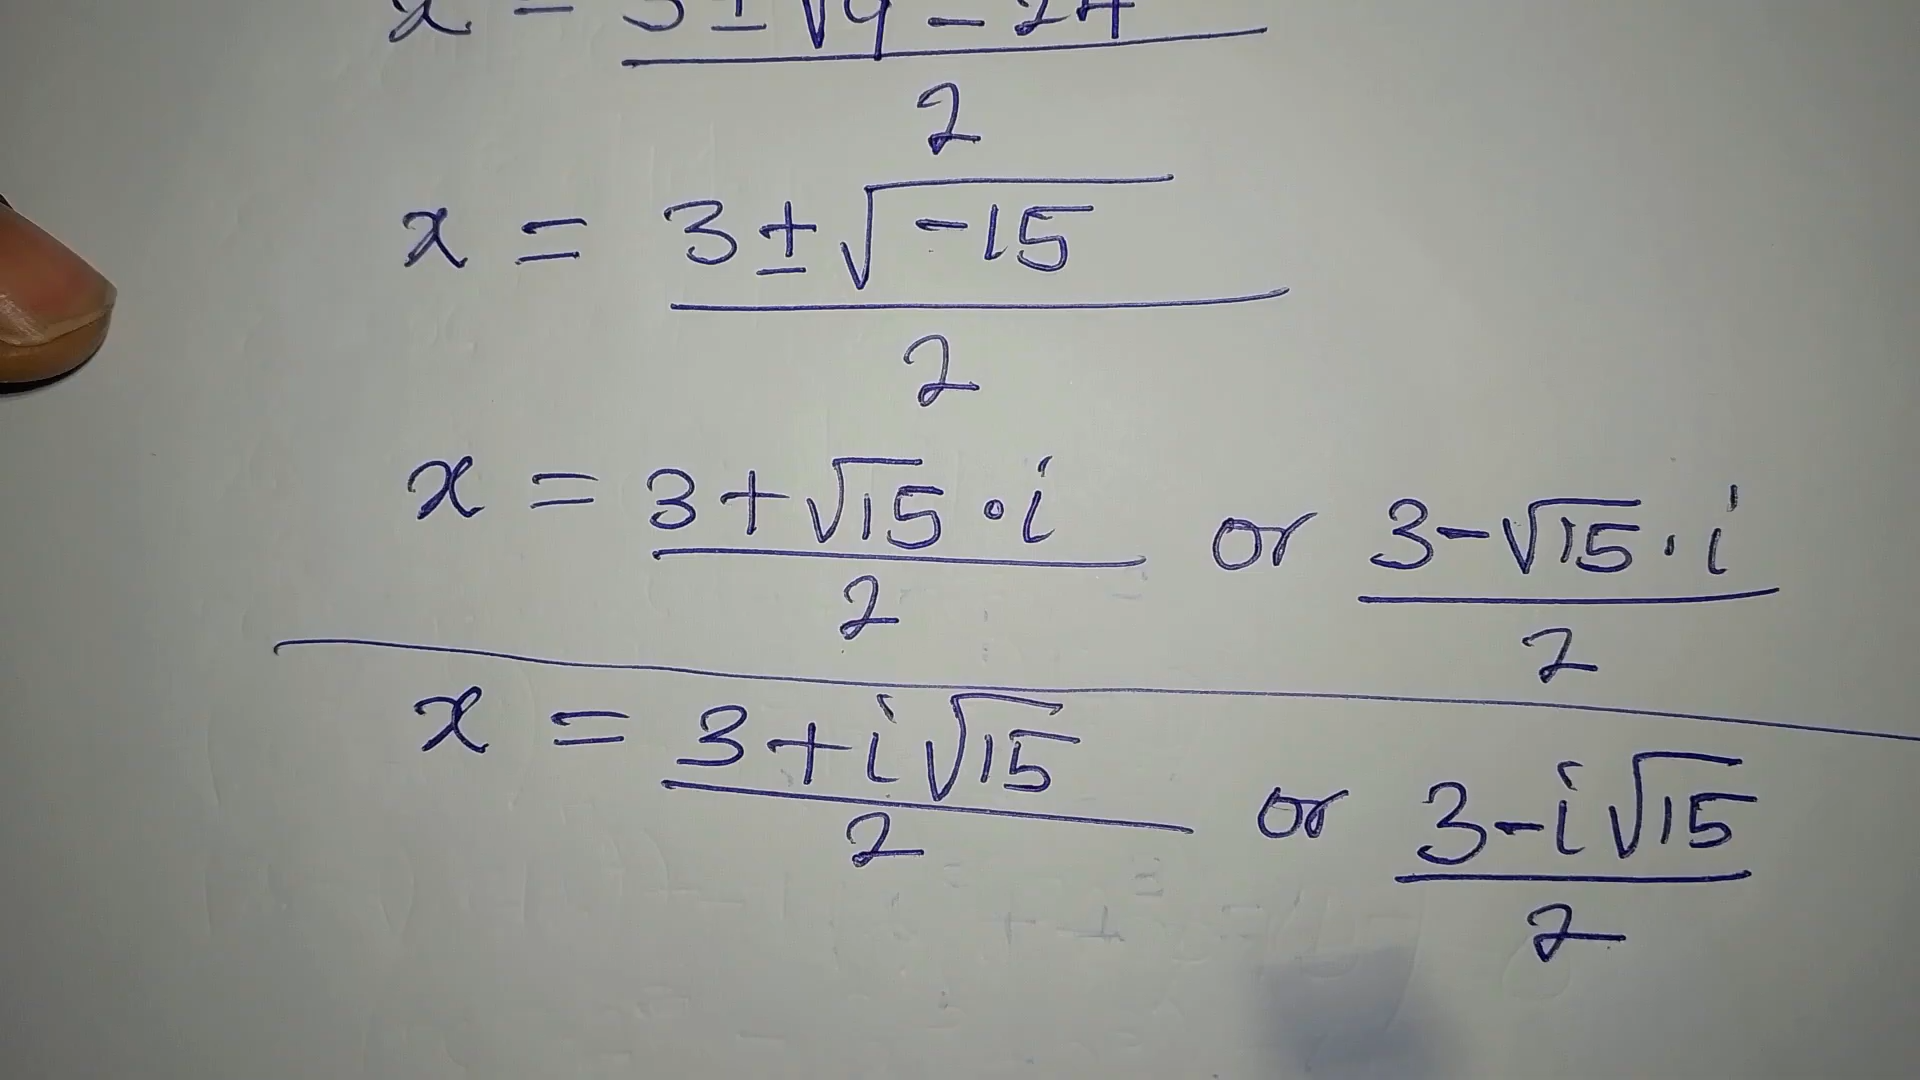 x = 3 ± √9 - 24
2
x = 3 ± √-15
2
x = 3 + √15 · i or 3 - √15 · i
2 2
x = 3 + i√15 or 3 - i√15
2 2